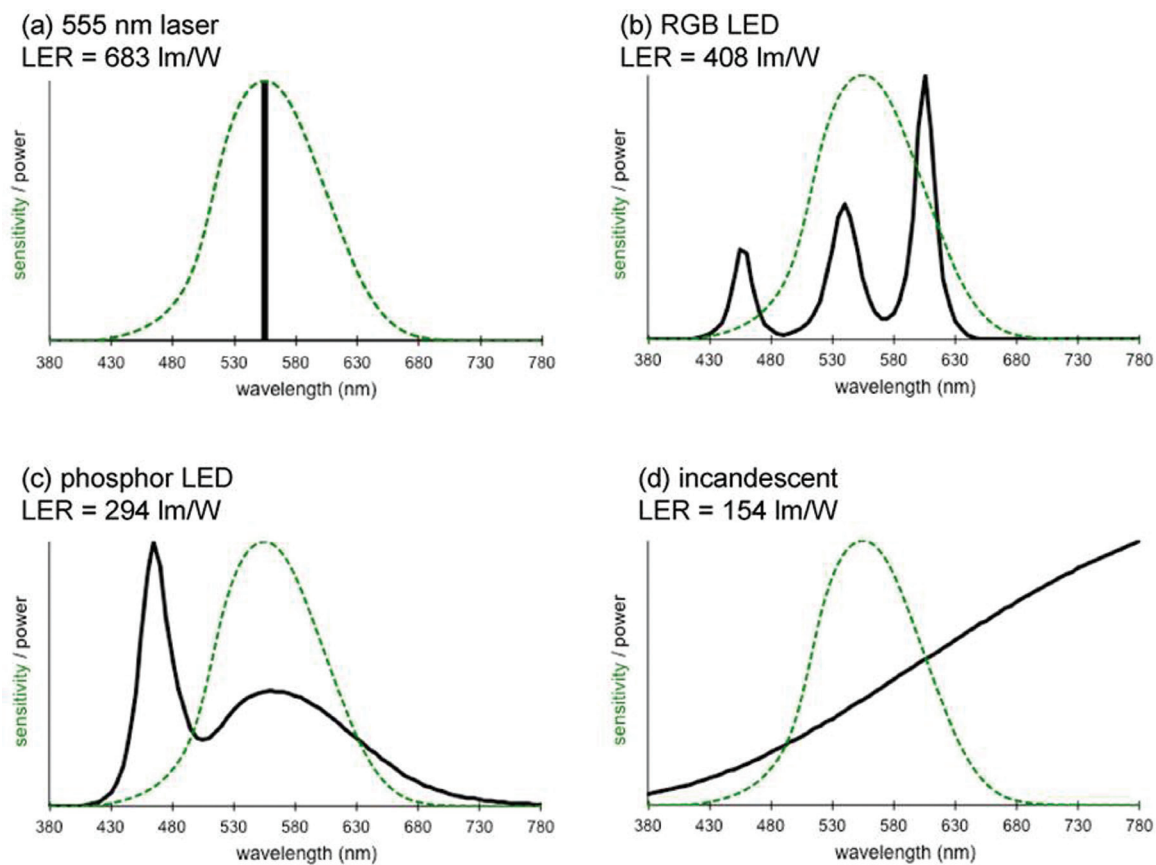 (a) 555 nm laser
LER = 683 lm/W
sensitivity / power
380 430 480 530 580 630 680 730 780
wavelength (nm)
(b) RGB LED
LER = 408 lm/W
sensitivity / power
380 430 480 530 580 630 680 730 780
wavelength (nm)
(c) phosphor LED
LER = 294 lm/W
sensitivity / power
380 430 480 530 580 630 680 730 780
wavelength (nm)
(d) incandescent
LER = 154 lm/W
sensitivity / power
380 430 480 530 580 630 680 730 780
wavelength (nm)